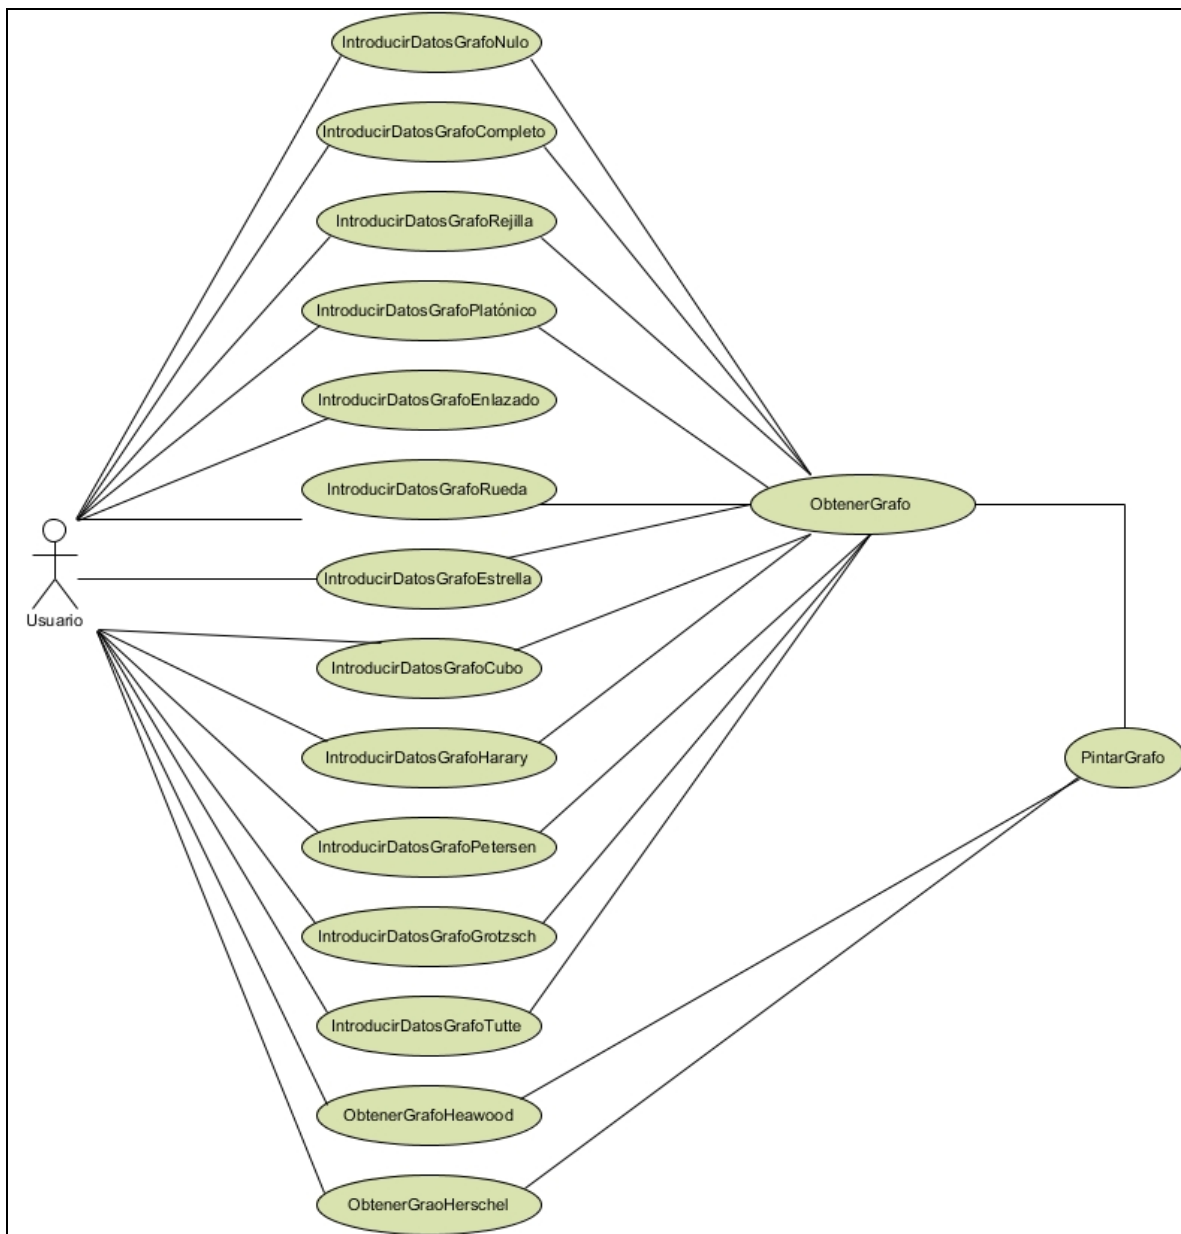 IntroducirDatosGrafoNulo
IntroducirDatosGrafoCompleto
IntroducirDatosGrafoRejilla
IntroducirDatosGrafoPlatónico
IntroducirDatosGrafoEnlazado
IntroducirDatosGrafoRueda
ObtenerGrafo
IntroducirDatosGrafoEstrella
Usuario
IntroducirDatosGrafoCubo
IntroducirDatosGrafoHarary
PintarGrafo
IntroducirDatosGrafoPetersen
IntroducirDatosGrafoGrotzsch
IntroducirDatosGrafoTutte
ObtenerGrafoHeawood
ObtenerGraoHerschel